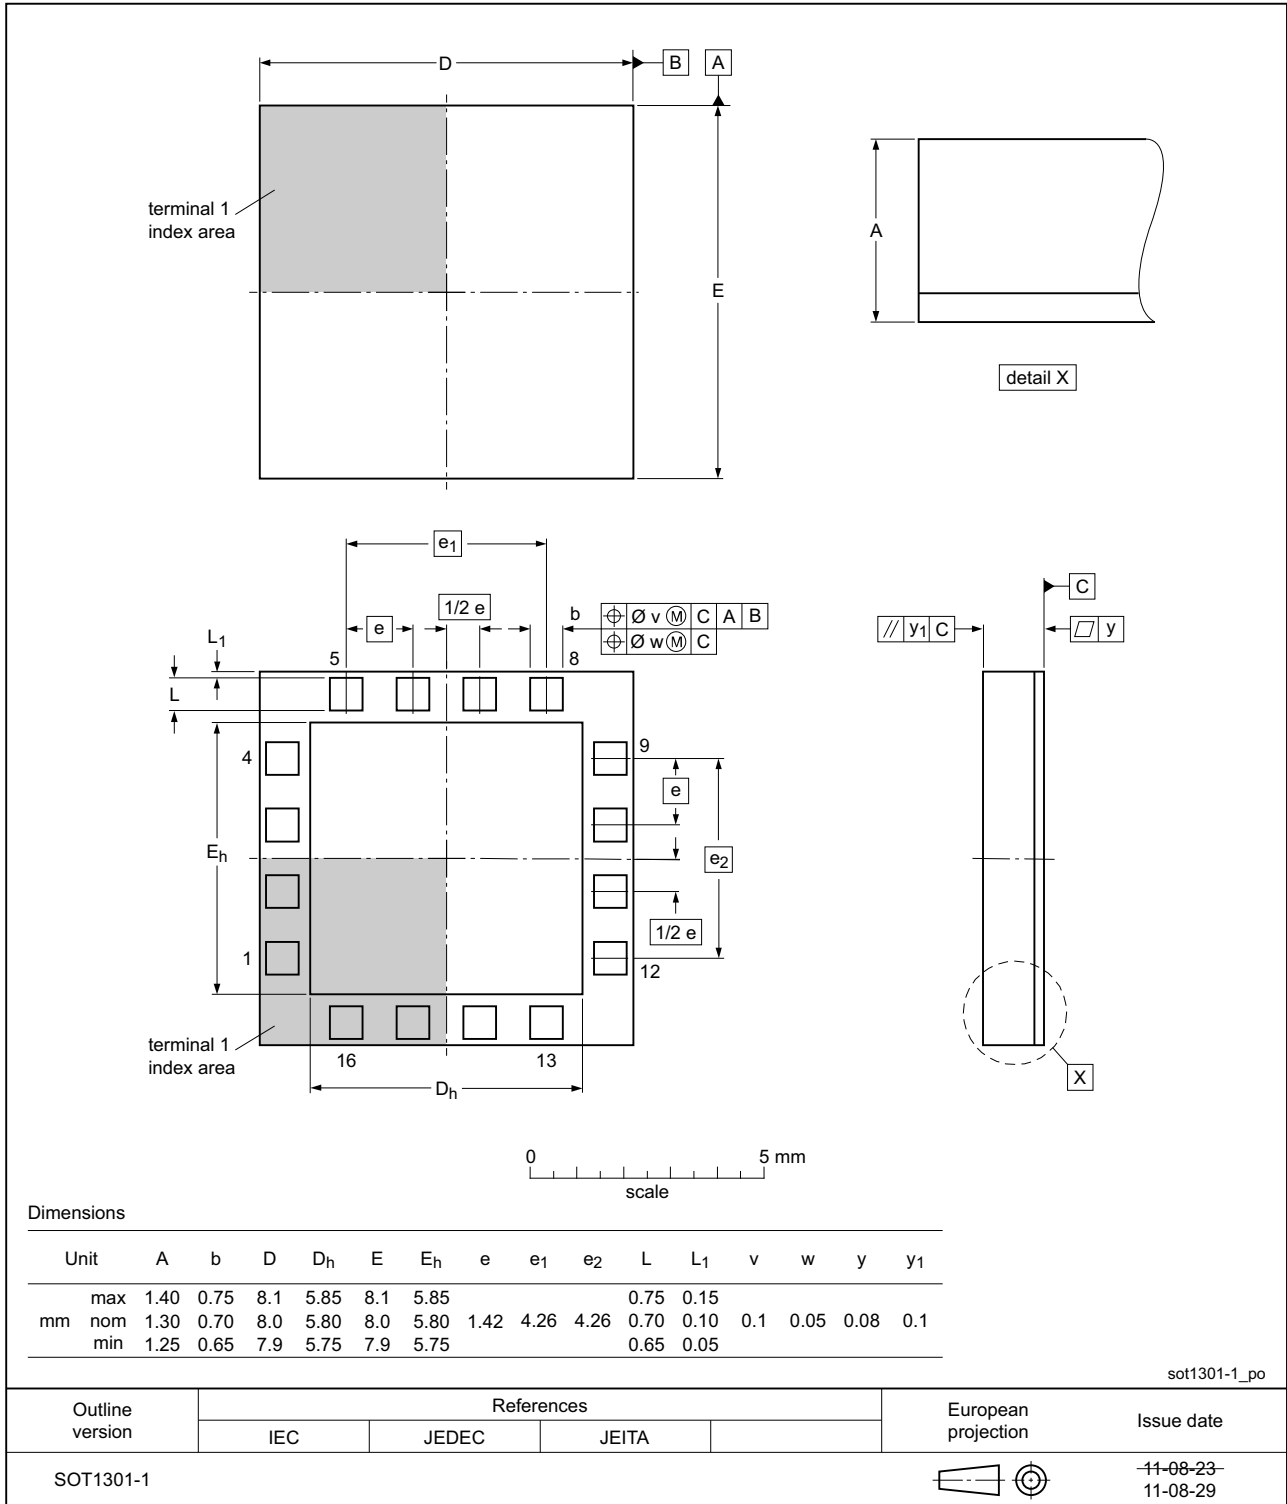 D
B
A
terminal 1
index area
E
A
detail X
e1
1/2 e
e
b
⌖ Ø v Ⓜ C A B
⌖ Ø w Ⓜ C
L1
L
5
8
4
9
e
Eh
e2
1/2 e
1
12
terminal 1
index area
16
13
Dh
C
// y1 C
▱ y
X
0
5 mm
scale
Dimensions
Unit A b D Dh E Eh e e1 e2 L L1 v w y y1
max 1.40 0.75 8.1 5.85 8.1 5.85 0.75 0.15
mm nom 1.30 0.70 8.0 5.80 8.0 5.80 1.42 4.26 4.26 0.70 0.10 0.1 0.05 0.08 0.1
min 1.25 0.65 7.9 5.75 7.9 5.75 0.65 0.05
sot1301-1_po
Outline
version
References
IEC JEDEC JEITA
European
projection
Issue date
SOT1301-1
11-08-23
11-08-29